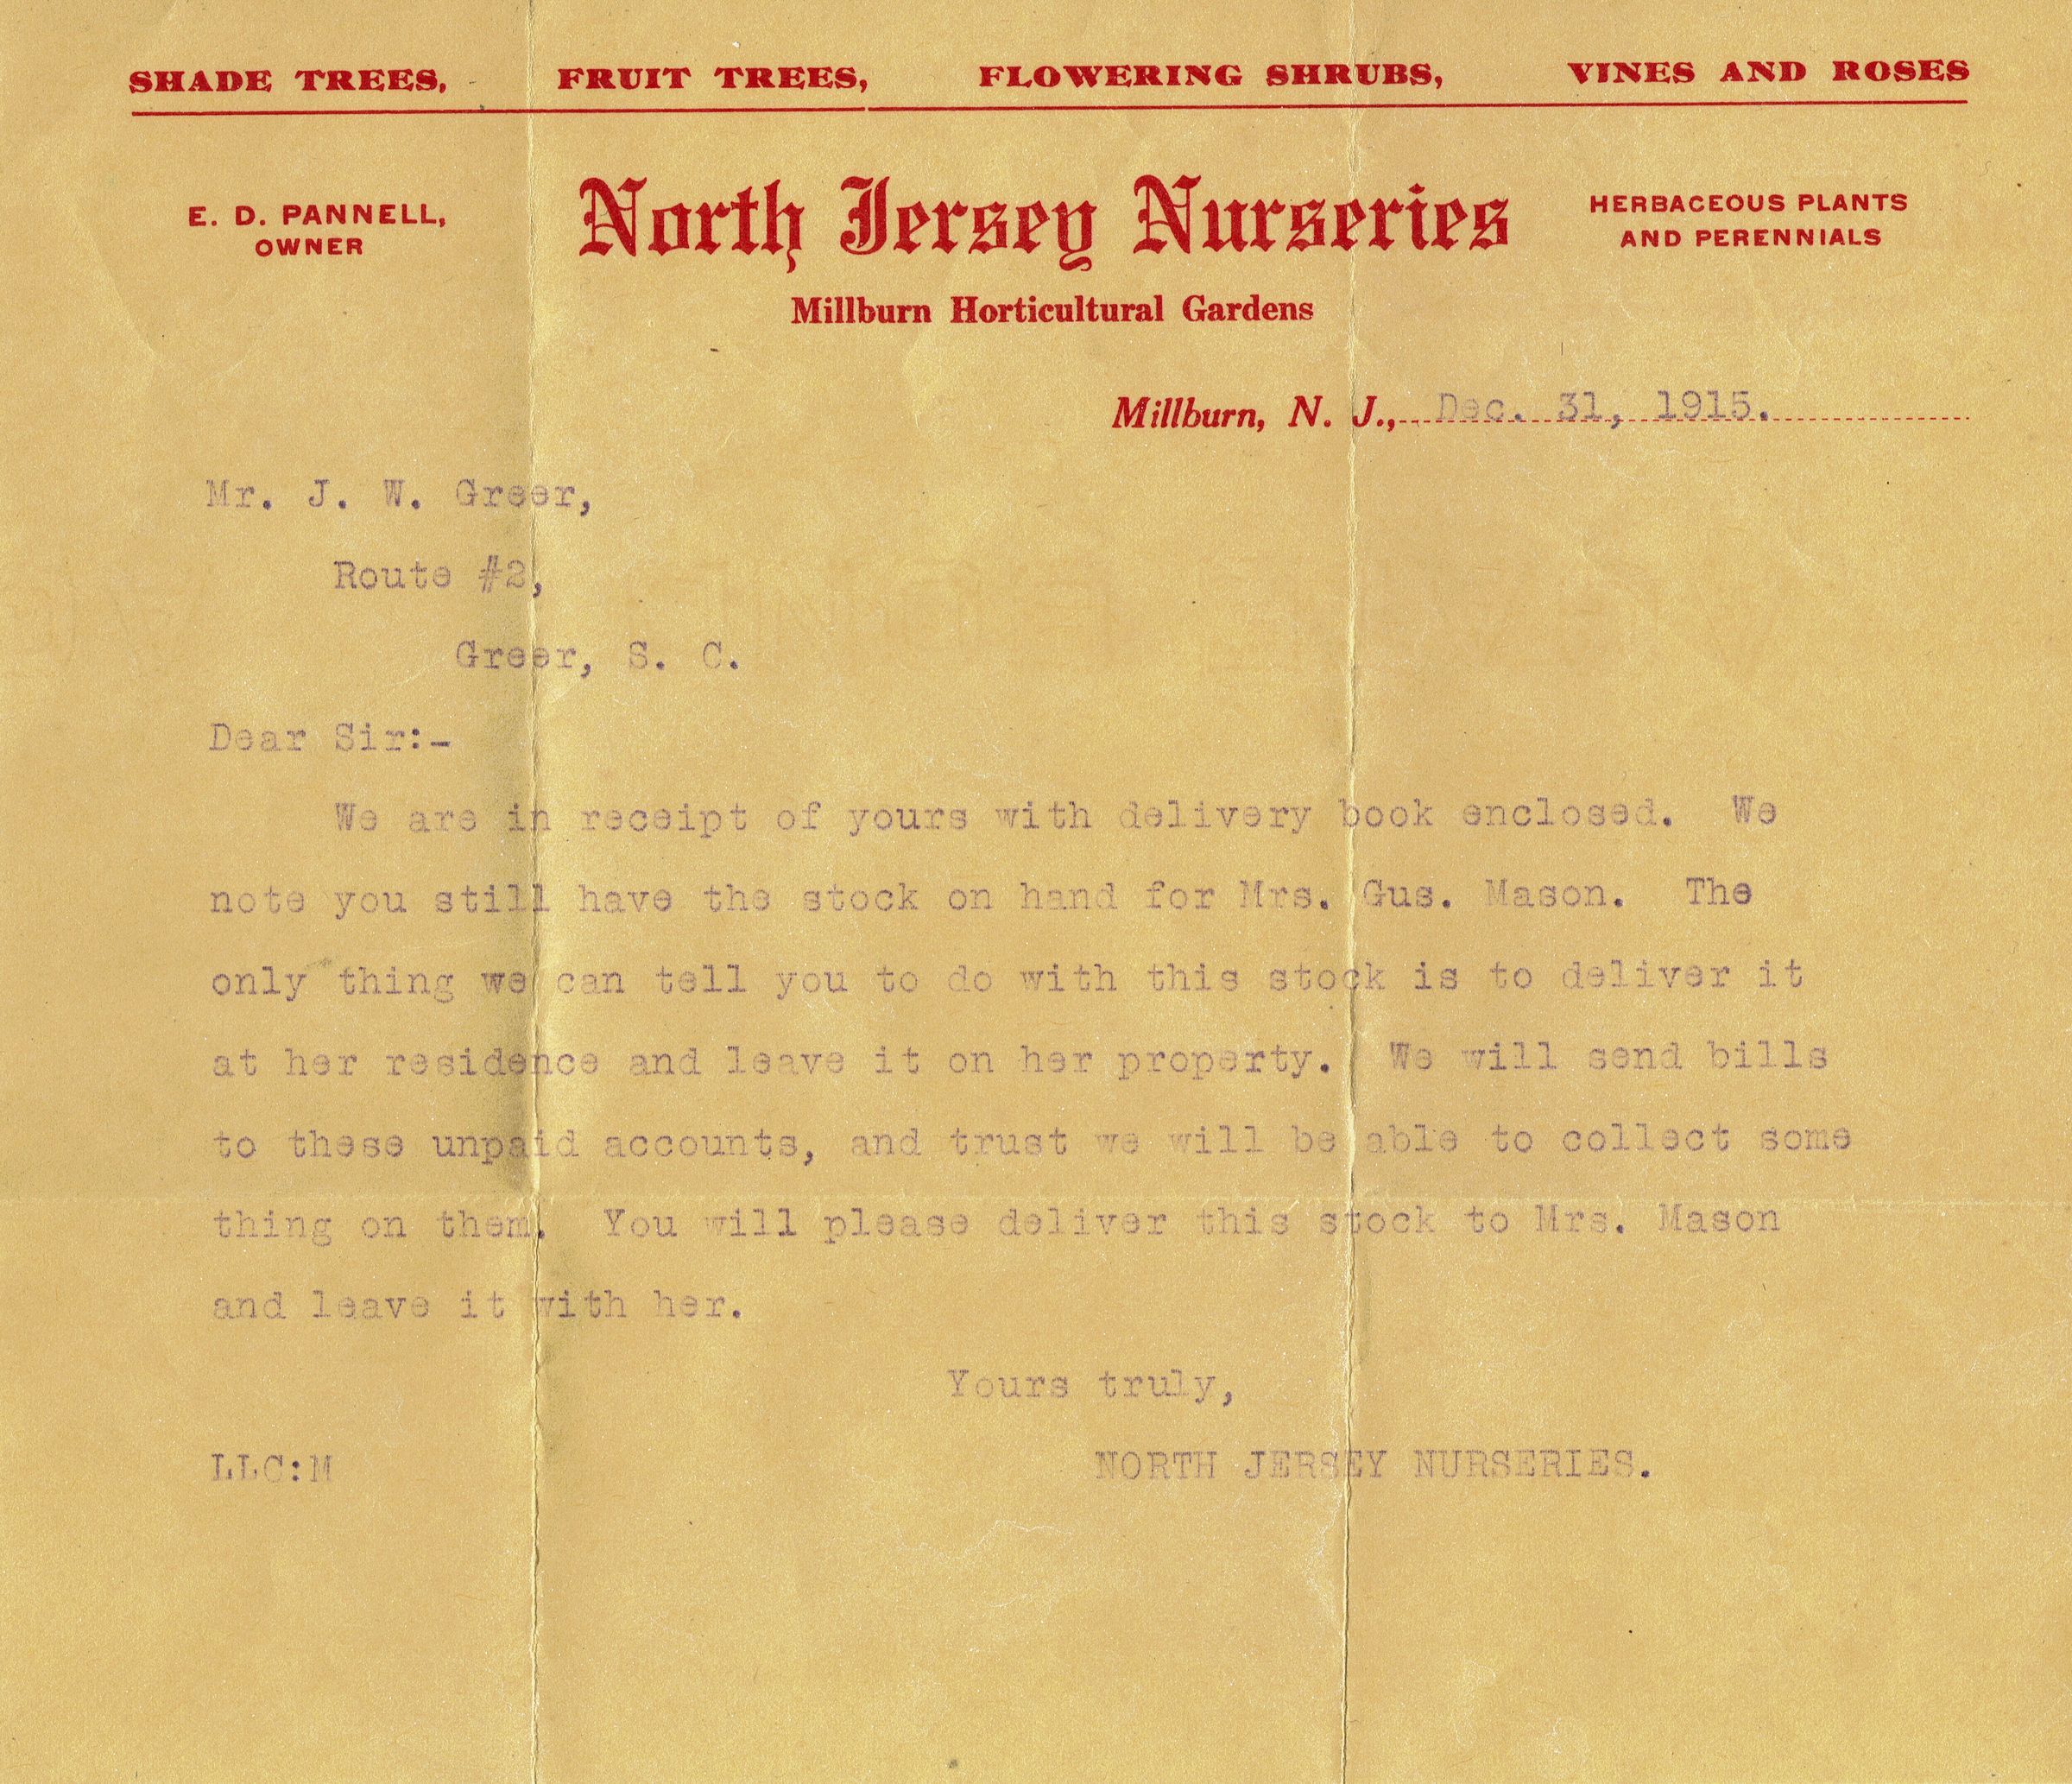 SHADE TREES, FRUIT TREES, FLOWERING SHRUBS, VINES AND ROSES
E. D. PANNELL,
OWNER
North Jersey Nurseries
HERBACEOUS PLANTS
AND PERENNIALS
Millburn Horticultural Gardens
Millburn, N. J., Dec. 31, 1915.
Mr. J. W. Greer,
Route #2,
Greer, S. C.
Dear Sir:-
We are in receipt of yours with delivery book enclosed. We
note you still have the stock on hand for Mrs. Gus. Mason. The
only thing we can tell you to do with this stock is to deliver it
at her residence and leave it on her property. We will send bills
to these unpaid accounts, and trust we will be able to collect some
thing on them. You will please deliver this stock to Mrs. Mason
and leave it with her.
Yours truly,
LLC:M NORTH JERSEY NURSERIES.